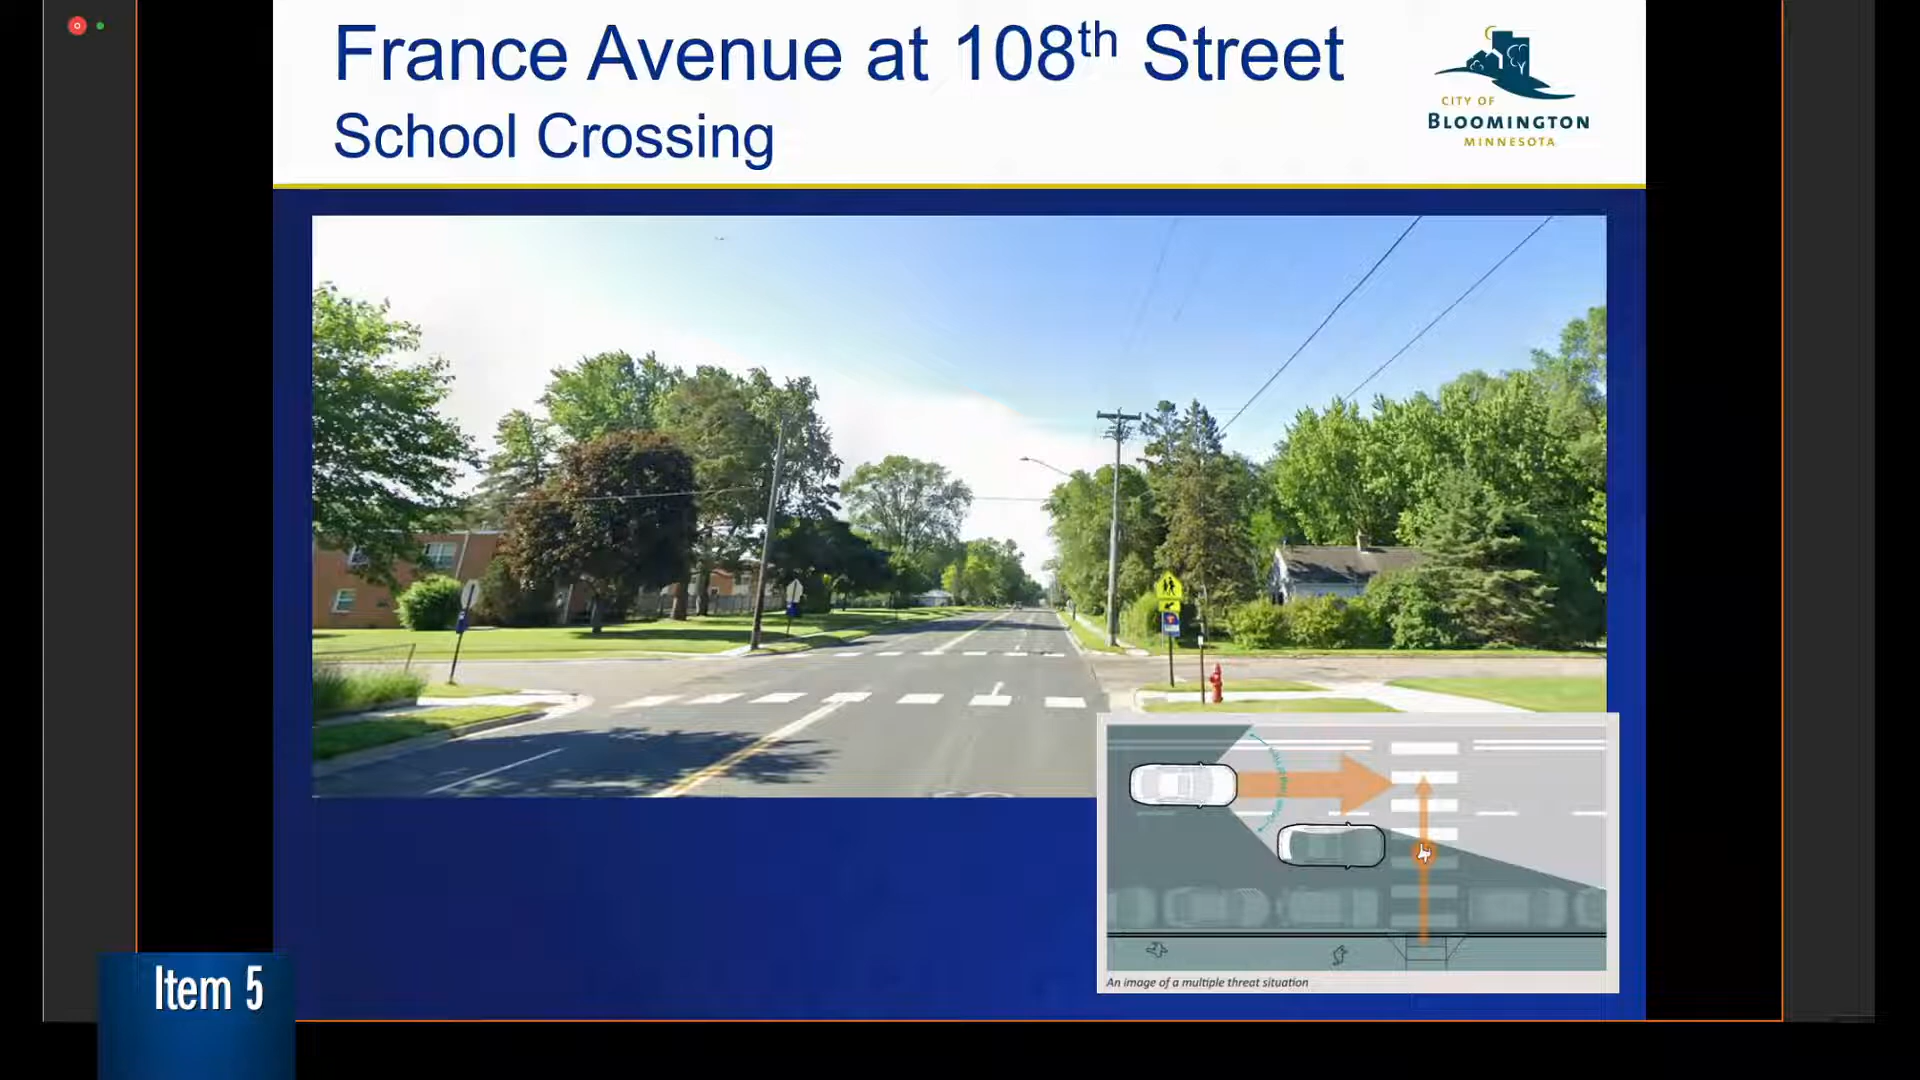 France Avenue at 108th Street
School Crossing
CITY OF
BLOOMINGTON
MINNESOTA
An image of a multiple threat situation
Item 5